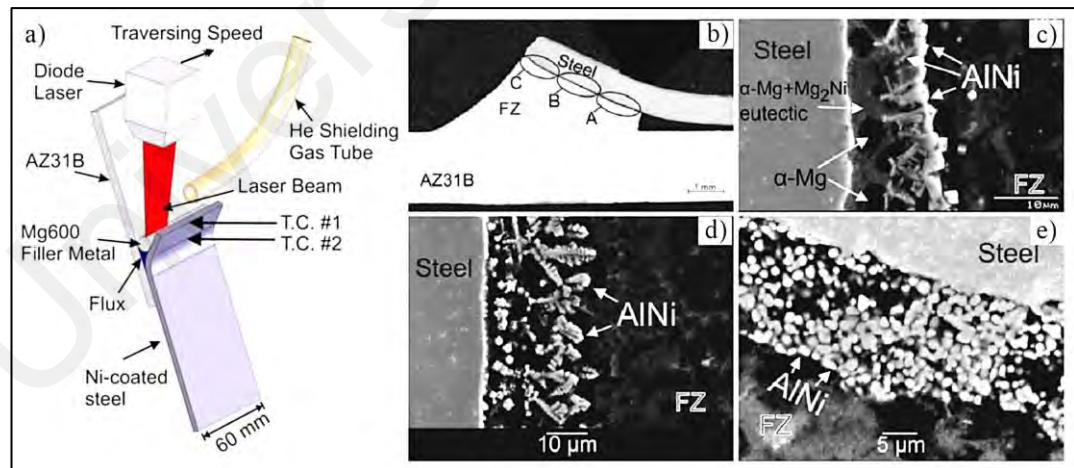 a)
Traversing Speed
Diode
Laser
He Shielding
Gas Tube
AZ31B
Laser Beam
Mg600
Filler Metal
T.C. #1
T.C. #2
Flux
Ni-coated
steel
60 mm
b)
Steel
C
B
A
FZ
AZ31B
1 mm
c)
Steel
AlNi
α-Mg+Mg₂Ni
eutectic
α-Mg
FZ
10µm
d)
Steel
AlNi
FZ
10 µm
e)
Steel
AlNi
FZ
5 µm
Univers